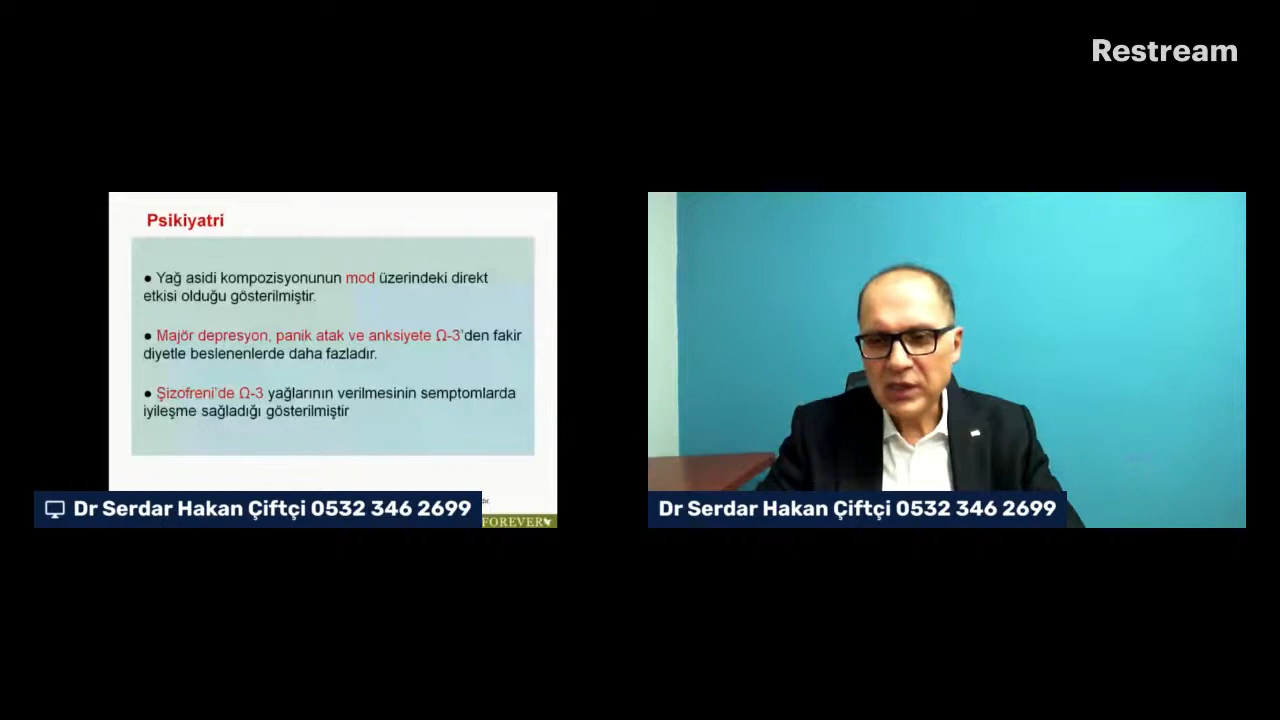 Restream
Psikiyatri
● Yağ asidi kompozisyonunun mod üzerindeki direkt
etkisi olduğu gösterilmiştir.
● Majör depresyon, panik atak ve anksiyete Ω-3'den fakir
diyetle beslenenlerde daha fazladır.
● Şizofreni'de Ω-3 yağlarının verilmesinin semptomlarda
iyileşme sağladığı gösterilmiştir
Dr Serdar Hakan Çiftçi 0532 346 2699
FOREVER
Dr Serdar Hakan Çiftçi 0532 346 2699